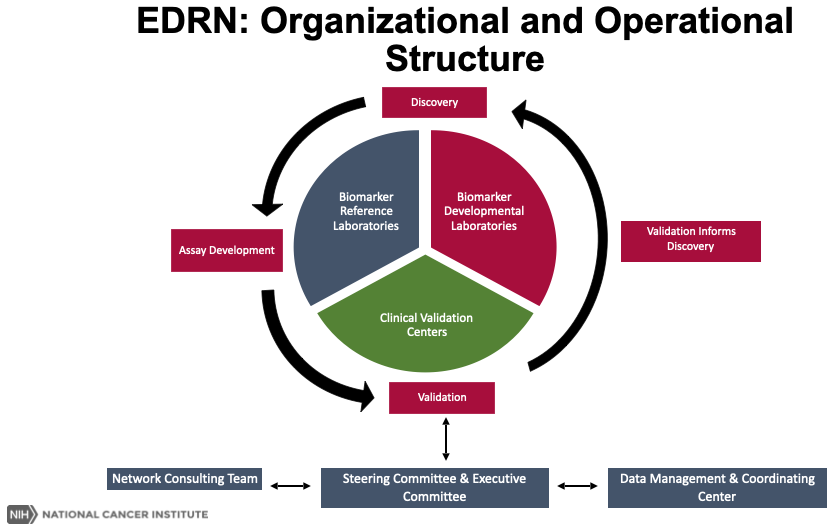 EDRN: Organizational and Operational
Structure
Discovery
Biomarker
Reference
Laboratories
Biomarker
Developmental
Laboratories
Assay Development
Validation Informs
Discovery
Clinical Validation
Centers
Validation
Network Consulting Team
Steering Committee & Executive
Committee
Data Management & Coordinating
Center
NIH NATIONAL CANCER INSTITUTE